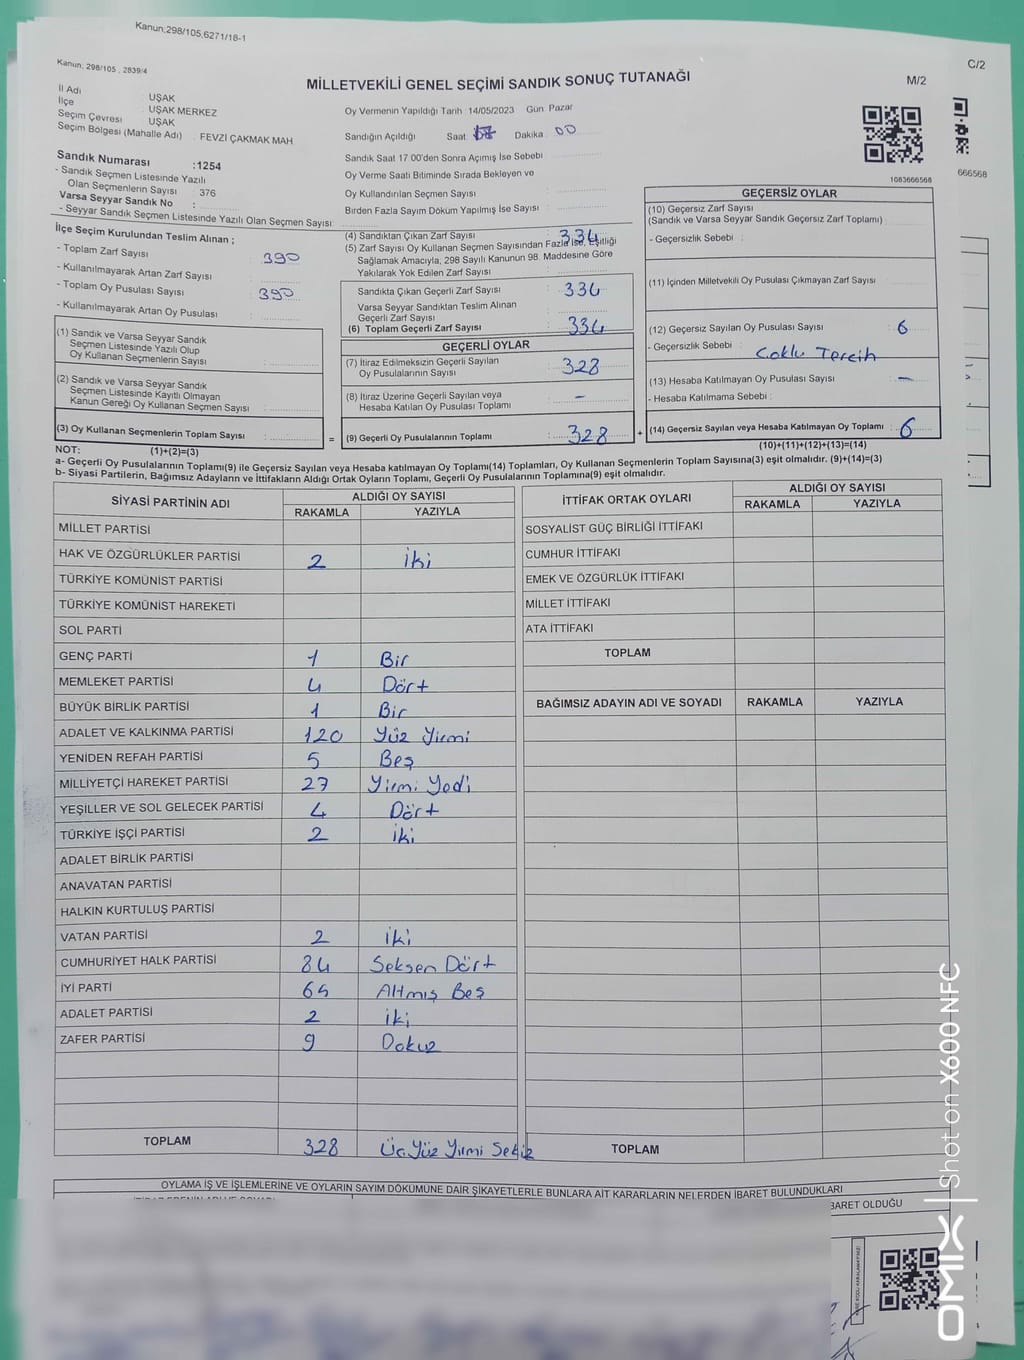 Kanun;298/105,6271/18-1
Kanun; 298/105 , 2839/4
C/2
M/2
MİLLETVEKİLİ GENEL SEÇİMİ SANDIK SONUÇ TUTANAĞI
İl Adı : UŞAK
İlçe : UŞAK MERKEZ
Seçim Çevresi : UŞAK
Seçim Bölgesi (Mahalle Adı) : FEVZİ ÇAKMAK MAH
Sandık Numarası :1254
- Sandık Seçmen Listesinde Yazılı
Olan Seçmenlerin Sayısı : 376
Varsa Seyyar Sandık No :
- Seyyar Sandık Seçmen Listesinde Yazılı Olan Seçmen Sayısı:
Oy Vermenin Yapıldığı Tarih 14/05/2023 Gün Pazar
Sandığın Açıldığı Saat Dakika 00
Sandık Saat 17.00'den Sonra Açımış İse Sebebi
Oy Verme Saati Bitiminde Sırada Bekleyen ve
Oy Kullandırılan Seçmen Sayısı
Birden Fazla Sayım Döküm Yapılmış İse Sayısı
1083666568
666568
İlçe Seçim Kurulundan Teslim Alınan ;
- Toplam Zarf Sayısı : 390
- Kullanılmayarak Artan Zarf Sayısı :
- Toplam Oy Pusulası Sayısı : 390
- Kullanılmayarak Artan Oy Pusulası :
(4) Sandıktan Çıkan Zarf Sayısı : 334
(5) Zarf Sayısı Oy Kullanan Seçmen Sayısından Fazla İse, Eşitliği
Sağlamak Amacıyla, 298 Sayılı Kanunun 98. Maddesine Göre
Yakılarak Yok Edilen Zarf Sayısı :
Sandıkta Çıkan Geçerli Zarf Sayısı : 334
Varsa Seyyar Sandıktan Teslim Alınan
Geçerli Zarf Sayısı :
(6) Toplam Geçerli Zarf Sayısı : 334
GEÇERSİZ OYLAR
(10) Geçersiz Zarf Sayısı
(Sandık ve Varsa Seyyar Sandık Geçersiz Zarf Toplamı) :
- Geçersizlik Sebebi :
(11) İçinden Milletvekili Oy Pusulası Çıkmayan Zarf Sayısı :
(12) Geçersiz Sayılan Oy Pusulası Sayısı : 6
- Geçersizlik Sebebi : Çoklu Tercih
(13) Hesaba Katılmayan Oy Pusulası Sayısı : –
- Hesaba Katılmama Sebebi :
(14) Geçersiz Sayılan veya Hesaba Katılmayan Oy Toplamı : 6
(1) Sandık ve Varsa Seyyar Sandık
Seçmen Listesinde Yazılı Olup
Oy Kullanan Seçmenlerin Sayısı :
(2) Sandık ve Varsa Seyyar Sandık
Seçmen Listesinde Kayıtlı Olmayan
Kanun Gereği Oy Kullanan Seçmen Sayısı :
(3) Oy Kullanan Seçmenlerin Toplam Sayısı : =
GEÇERLİ OYLAR
(7) İtiraz Edilmeksizin Geçerli Sayılan
Oy Pusulalarının Sayısı : 328
(8) İtiraz Üzerine Geçerli Sayılan veya
Hesaba Katılan Oy Pusulası Toplamı : –
(9) Geçerli Oy Pusulalarının Toplamı : 328 +
NOT: (1)+(2)=(3)
(10)+(11)+(12)+(13)=(14)
a- Geçerli Oy Pusulalarının Toplamı(9) ile Geçersiz Sayılan veya Hesaba katılmayan Oy Toplamı(14) Toplamları, Oy Kullanan Seçmenlerin Toplam Sayısına(3) eşit olmalıdır. (9)+(14)=(3)
b- Siyasi Partilerin, Bağımsız Adayların ve İttifakların Aldığı Ortak Oyların Toplamı, Geçerli Oy Pusulalarının Toplamına(9) eşit olmalıdır.
SİYASİ PARTİNİN ADI ALDIĞI OY SAYISI
RAKAMLA YAZIYLA
MİLLET PARTİSİ
HAK VE ÖZGÜRLÜKLER PARTİSİ 2 İki
TÜRKİYE KOMÜNİST PARTİSİ
TÜRKİYE KOMÜNİST HAREKETİ
SOL PARTİ
GENÇ PARTİ 1 Bir
MEMLEKET PARTİSİ 4 Dört
BÜYÜK BİRLİK PARTİSİ 1 Bir
ADALET VE KALKINMA PARTİSİ 120 Yüz Yirmi
YENİDEN REFAH PARTİSİ 5 Beş
MİLLİYETÇİ HAREKET PARTİSİ 27 Yirmi Yedi
YEŞİLLER VE SOL GELECEK PARTİSİ 4 Dört
TÜRKİYE İŞÇİ PARTİSİ 2 İki
ADALET BİRLİK PARTİSİ
ANAVATAN PARTİSİ
HALKIN KURTULUŞ PARTİSİ
VATAN PARTİSİ 2 İki
CUMHURİYET HALK PARTİSİ 84 Seksen Dört
İYİ PARTİ 65 Altmış Beş
ADALET PARTİSİ 2 İki
ZAFER PARTİSİ 9 Dokuz
TOPLAM 328 Üç Yüz Yirmi Sekiz
İTTİFAK ORTAK OYLARI ALDIĞI OY SAYISI
RAKAMLA YAZIYLA
SOSYALİST GÜÇ BİRLİĞİ İTTİFAKI
CUMHUR İTTİFAKI
EMEK VE ÖZGÜRLÜK İTTİFAKI
MİLLET İTTİFAKI
ATA İTTİFAKI
TOPLAM
BAĞIMSIZ ADAYIN ADI VE SOYADI RAKAMLA YAZIYLA
TOPLAM
OYLAMA İŞ VE İŞLEMLERİNE VE OYLARIN SAYIM DÖKÜMÜNE DAİR ŞİKAYETLERLE BUNLARA AİT KARARLARIN NELERDEN İBARET BULUNDUKLARI
BARET OLDUĞU
OMIX | Shot on X600 NFC